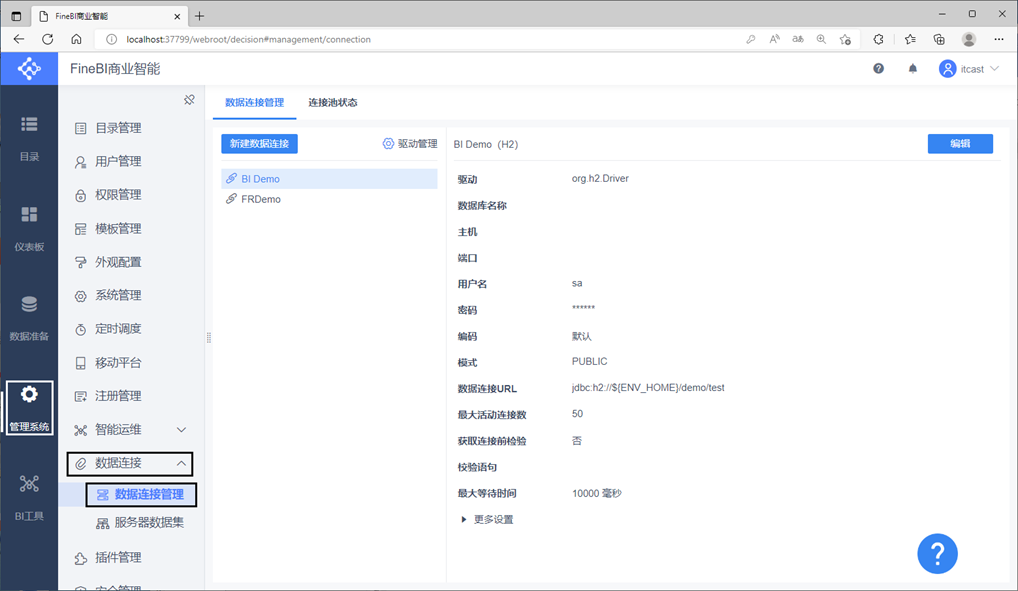 FineBI商业智能
localhost:37799/webroot/decision#management/connection
FineBI商业智能
itcast
目录
仪表板
数据准备
管理系统
BI工具
目录管理
用户管理
权限管理
模板管理
外观配置
系统管理
定时调度
移动平台
注册管理
智能运维
数据连接
数据连接管理
服务器数据集
插件管理
安全管理
数据连接管理 连接池状态
新建数据连接 驱动管理
BI Demo
FRDemo
BI Demo (H2) 编辑
驱动 org.h2.Driver
数据库名称
主机
端口
用户名 sa
密码 ******
编码 默认
模式 PUBLIC
数据连接URL jdbc:h2://${ENV_HOME}/demo/test
最大活动连接数 50
获取连接前检验 否
校验语句
最大等待时间 10000 毫秒
更多设置
?